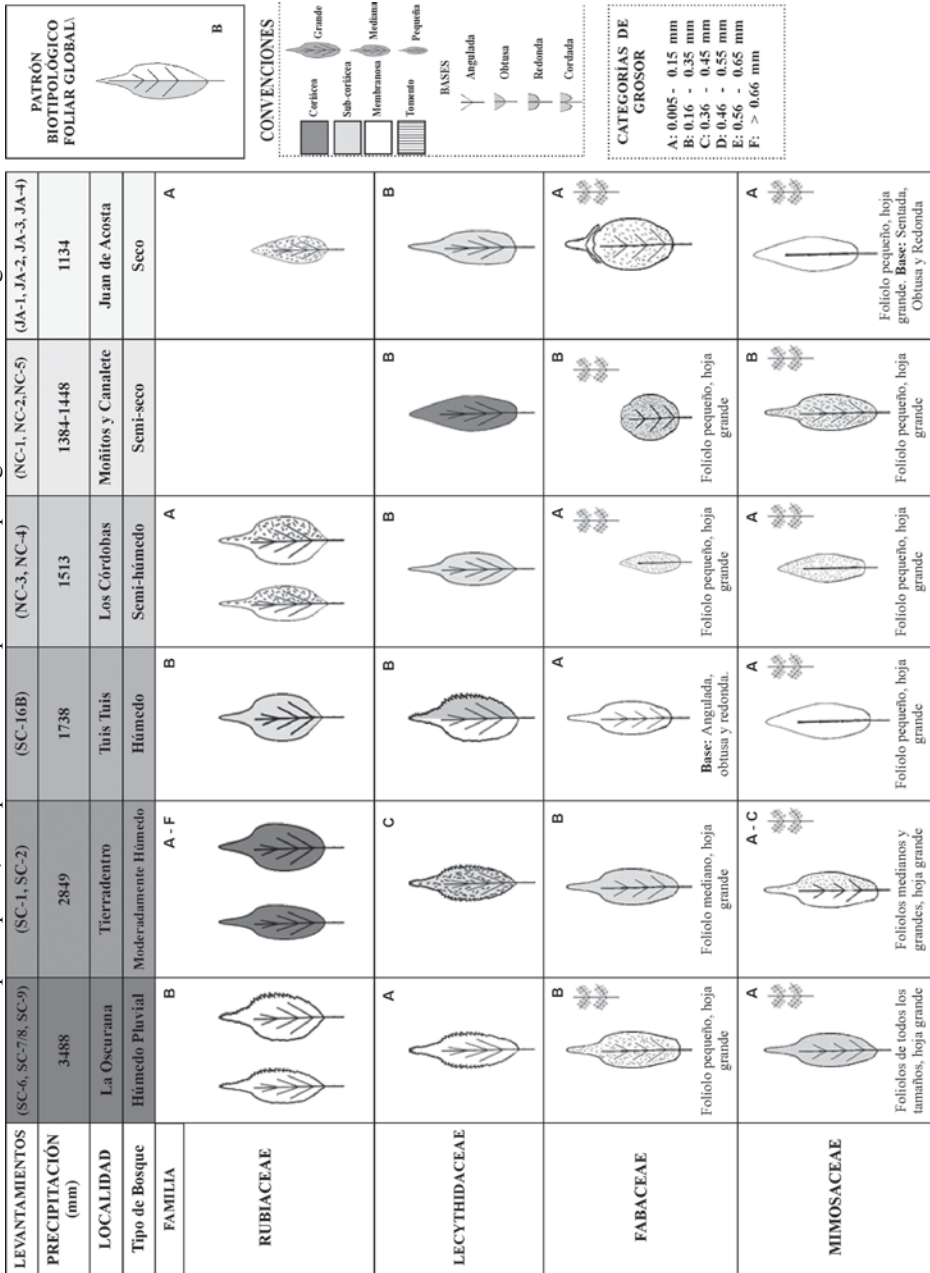 LEVANTAMIENTOS
(SC-6, SC-7/8, SC-9)
(SC-1, SC-2)
(SC-16B)
(NC-3, NC-4)
(NC-1, NC-2,NC-5)
(JA-1, JA-2, JA-3, JA-4)
PRECIPITACIÓN
(mm)
3488
2849
1738
1513
1384-1448
1134
LOCALIDAD
La Oscurana
Tierradentro
Tuis Tuis
Los Córdobas
Moñitos y Canalete
Juan de Acosta
Tipo de Bosque
Húmedo Pluvial
Moderadamente Húmedo
Húmedo
Semi-húmedo
Semi-seco
Seco
FAMILIA
RUBIACEAE
B
A - F
B
A
A
LECYTHIDACEAE
A
C
B
B
B
B
FABACEAE
B
Folíolo pequeño, hoja
grande
B
Folíolo mediano, hoja
grande
A
Base: Angulada,
obtusa y redonda.
A
Folíolo pequeño, hoja
grande
B
Folíolo pequeño, hoja
grande
A
MIMOSACEAE
A
Foliolos de todos los
tamaños, hoja grande
A - C
Foliolos medianos y
grandes, hoja grande
A
Folíolo pequeño, hoja
grande
A
Folíolo pequeño, hoja
grande
B
Folíolo pequeño, hoja
grande
A
Folíolo pequeño, hoja
grande. Base: Sentada,
Obtusa y Redonda
PATRÓN
BIOTIPOLÓGICO
FOLIAR GLOBAL\
B
CONVENCIONES
Coriácea
Sub-coriácea
Membranosa
Tomento
Grande
Mediana
Pequeña
BASES
Angulada
Obtusa
Redonda
Cordada
CATEGORÍAS DE
GROSOR
A: 0.005 - 0.15 mm
B: 0.16 - 0.35 mm
C: 0.36 - 0.45 mm
D: 0.46 - 0.55 mm
E: 0.56 - 0.65 mm
F: > 0.66 mm